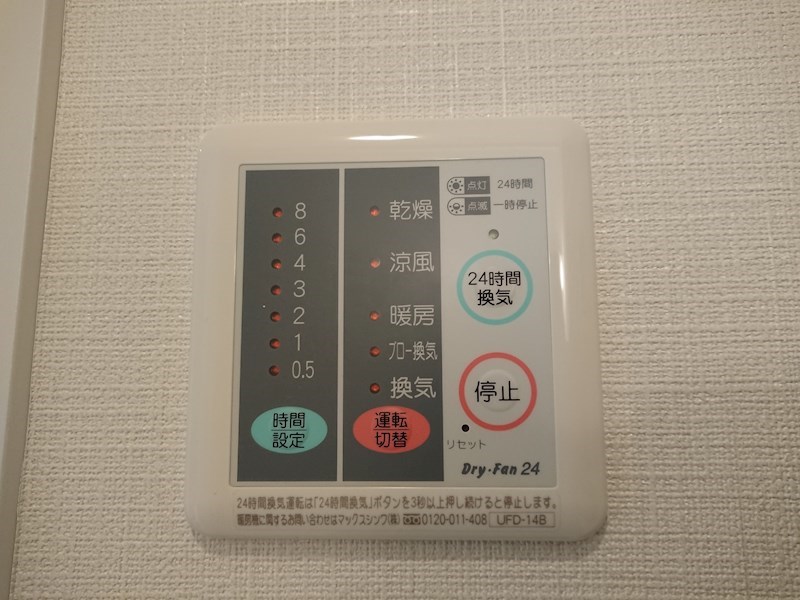 8
6
4
3
2
1
0.5
時間
設定
乾燥
涼風
暖房
ブロー換気
換気
運転
切替
点灯 24時間
点滅 一時停止
24時間
換気
停止
リセット
Dry・Fan 24
24時間換気運転は「24時間換気」ボタンを3秒以上押し続けると停止します。
暖房機に関するお問い合わせはマックスシンワ(株) 0120-011-408 UFD-14B